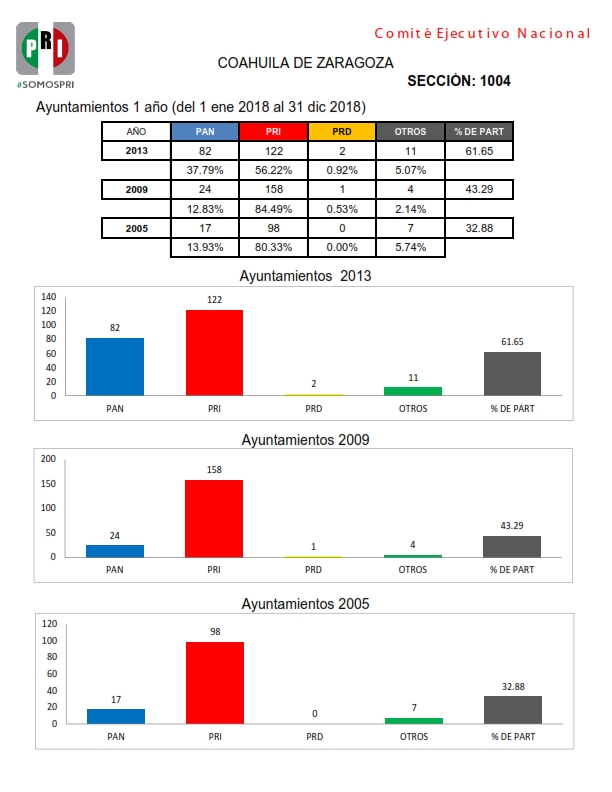 Comité Ejecutivo Nacional
PRI
#SOMOSPRI
COAHUILA DE ZARAGOZA
SECCIÓN: 1004
Ayuntamientos 1 año (del 1 ene 2018 al 31 dic 2018)
AÑO PAN PRI PRD OTROS % DE PART
2013 82 122 2 11 61.65
37.79% 56.22% 0.92% 5.07%
2009 24 158 1 4 43.29
12.83% 84.49% 0.53% 2.14%
2005 17 98 0 7 32.88
13.93% 80.33% 0.00% 5.74%
Ayuntamientos 2013
140
120
100
80
60
40
20
0
82 122 2 11 61.65
PAN PRI PRD OTROS % DE PART
Ayuntamientos 2009
200
150
100
50
0
24 158 1 4 43.29
PAN PRI PRD OTROS % DE PART
Ayuntamientos 2005
120
100
80
60
40
20
0
17 98 0 7 32.88
PAN PRI PRD OTROS % DE PART